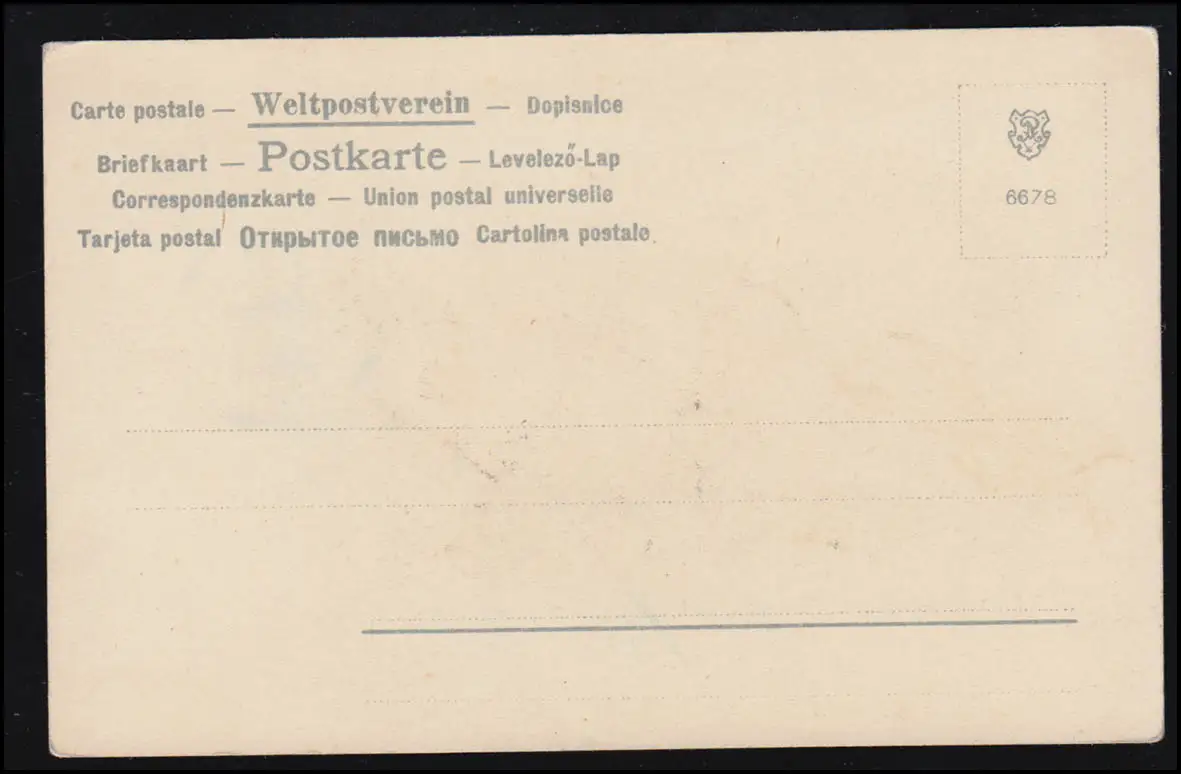 Carte postale — Weltpostverein — Dopisnice
Briefkaart — Postkarte — Levelező-Lap
Correspondenzkarte — Union postal universelle
Tarjeta postal Открытое письмо Cartolina postale.
6678